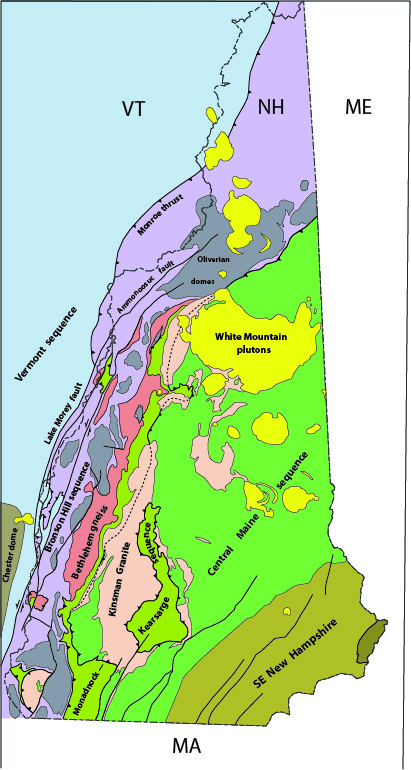 VT
NH
ME
Monroe thrust
Oliverian
domes
Ammonoosuc fault
Vermont sequence
White Mountain
plutons
Lake Morey fault
Bronson Hill sequence
Bethlehem gneiss
Central Maine sequence
Chester dome
Kinsman Granite
Kearsarge
sequence
Monadnock
SE New Hampshire
MA